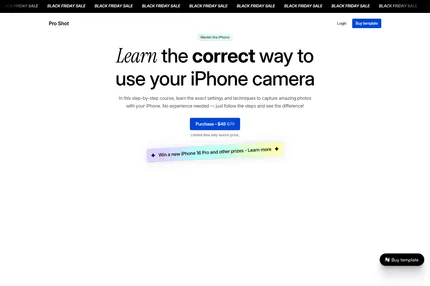 BLACK FRIDAY SALE BLACK FRIDAY SALE BLACK FRIDAY SALE BLACK FRIDAY SALE BLACK FRIDAY SALE BLACK FRIDAY SALE BLACK FRIDAY SALE BLACK FRIDAY SALE BLACK FRIDAY SALE
Pro Shot
Login
Buy template
Master the iPhone
Learn the correct way to
use your iPhone camera
In this step-by-step course, learn the exact settings and techniques to capture amazing photos
with your iPhone. No experience needed — just follow the steps and see the difference!
Purchase – $49 $79
Limited time only launch price.
Win a new iPhone 16 Pro and other prizes - Learn more
Buy template